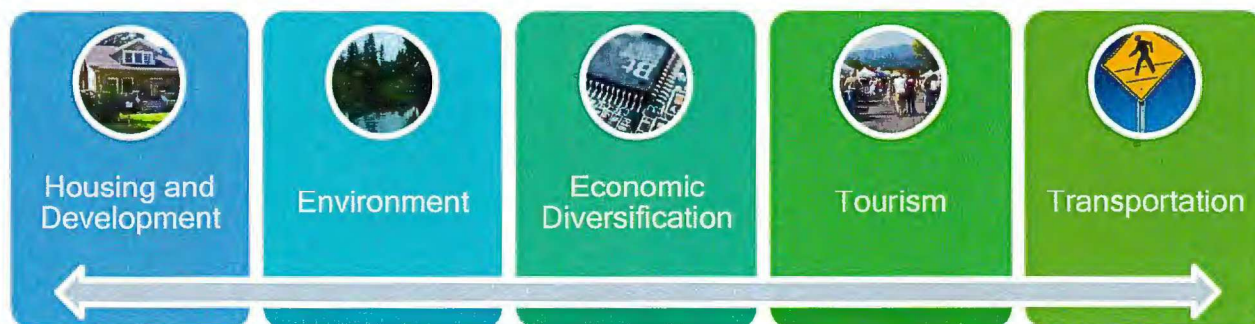 Housing and
Development
Environment
Economic
Diversification
Tourism
Transportation